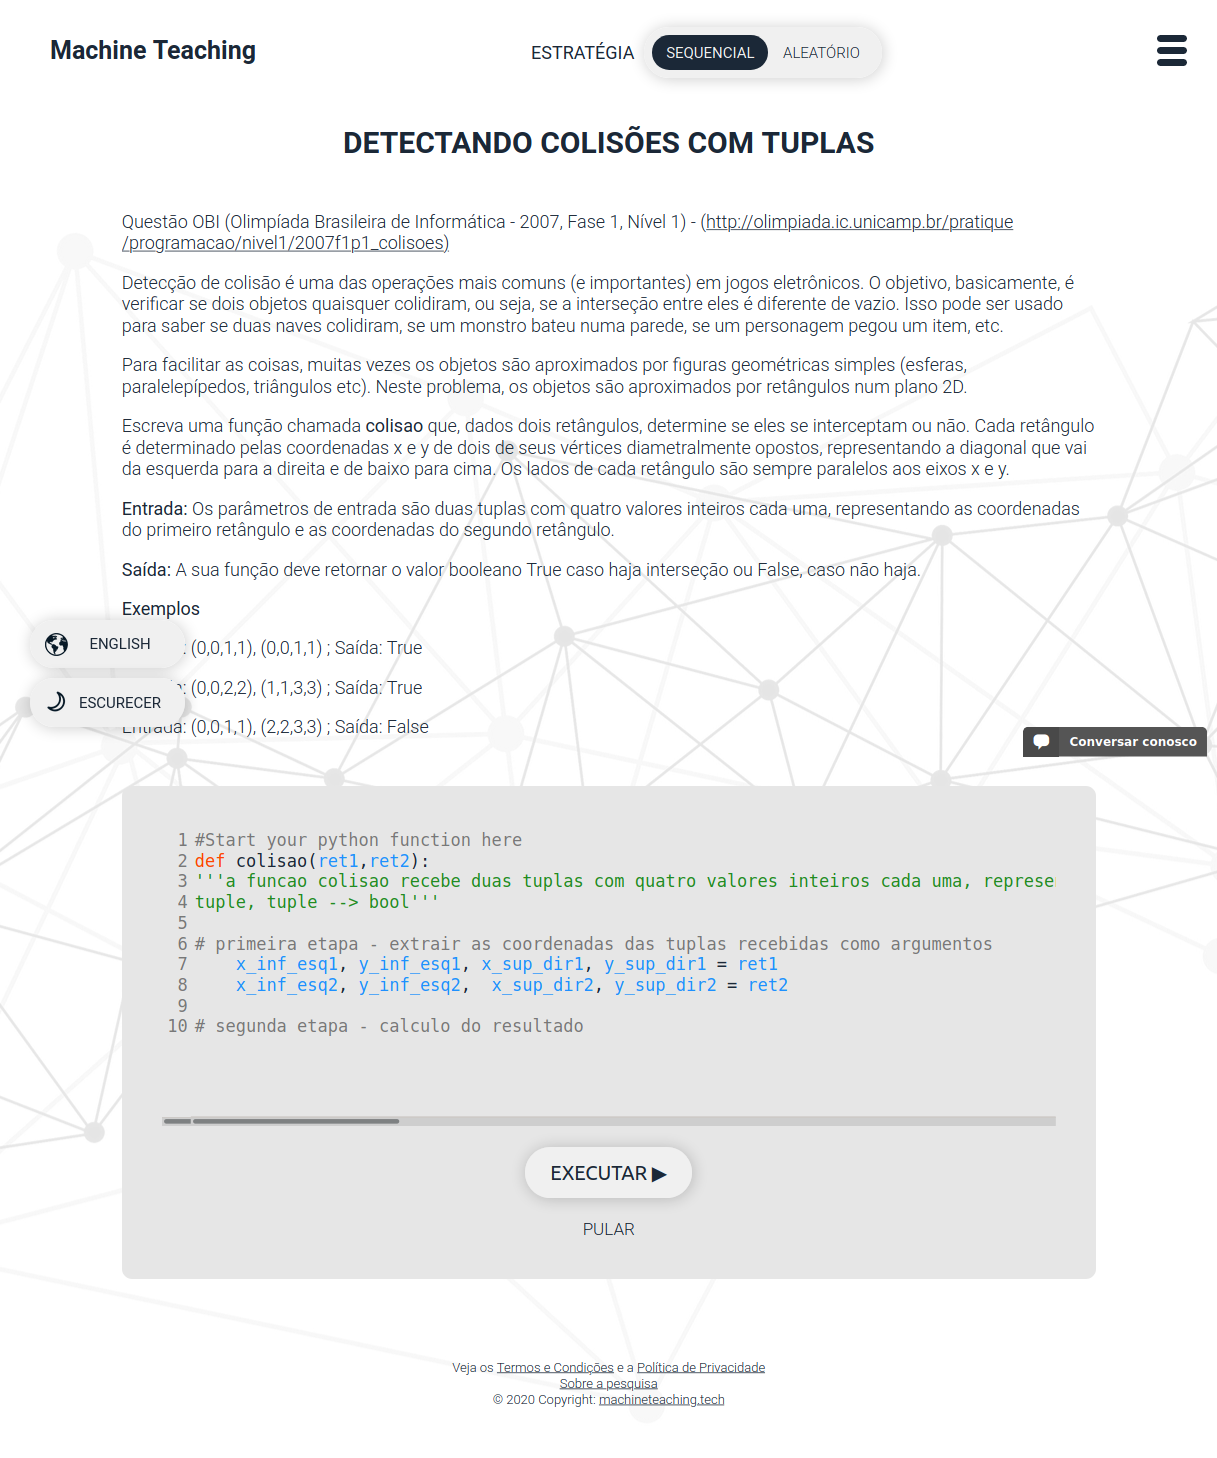 Machine Teaching
ESTRATÉGIA SEQUENCIAL ALEATÓRIO
DETECTANDO COLISÕES COM TUPLAS
Questão OBI (Olimpíada Brasileira de Informática - 2007, Fase 1, Nível 1) - (http://olimpiada.ic.unicamp.br/pratique
/programacao/nivel1/2007f1p1_colisoes)
Detecção de colisão é uma das operações mais comuns (e importantes) em jogos eletrônicos. O objetivo, basicamente, é
verificar se dois objetos quaisquer colidiram, ou seja, se a interseção entre eles é diferente de vazio. Isso pode ser usado
para saber se duas naves colidiram, se um monstro bateu numa parede, se um personagem pegou um item, etc.
Para facilitar as coisas, muitas vezes os objetos são aproximados por figuras geométricas simples (esferas,
paralelepípedos, triângulos etc). Neste problema, os objetos são aproximados por retângulos num plano 2D.
Escreva uma função chamada colisao que, dados dois retângulos, determine se eles se interceptam ou não. Cada retângulo
é determinado pelas coordenadas x e y de dois de seus vértices diametralmente opostos, representando a diagonal que vai
da esquerda para a direita e de baixo para cima. Os lados de cada retângulo são sempre paralelos aos eixos x e y.
Entrada: Os parâmetros de entrada são duas tuplas com quatro valores inteiros cada uma, representando as coordenadas
do primeiro retângulo e as coordenadas do segundo retângulo.
Saída: A sua função deve retornar o valor booleano True caso haja interseção ou False, caso não haja.
Exemplos
ENGLISH : (0,0,1,1), (0,0,1,1) ; Saída: True
: (0,0,2,2), (1,1,3,3) ; Saída: True
ESCURECER
Entrada: (0,0,1,1), (2,2,3,3) ; Saída: False
Conversar conosco
1 #Start your python function here
2 def colisao(ret1,ret2):
3 '''a funcao colisao recebe duas tuplas com quatro valores inteiros cada uma, represe
4 tuple, tuple --> bool'''
5
6 # primeira etapa - extrair as coordenadas das tuplas recebidas como argumentos
7     x_inf_esq1, y_inf_esq1, x_sup_dir1, y_sup_dir1 = ret1
8     x_inf_esq2, y_inf_esq2,  x_sup_dir2, y_sup_dir2 = ret2
9
10 # segunda etapa - calculo do resultado
EXECUTAR ▶
PULAR
Veja os Termos e Condições e a Política de Privacidade
Sobre a pesquisa
© 2020 Copyright: machineteaching.tech